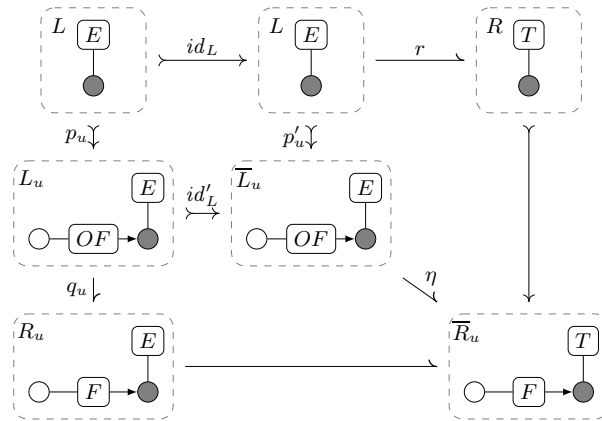 L E L E R T
id_L r
p_u p'_u
L_u E id'_L \overline{L}_u E
OF OF
q_u η
R_u E \overline{R}_u T
F F